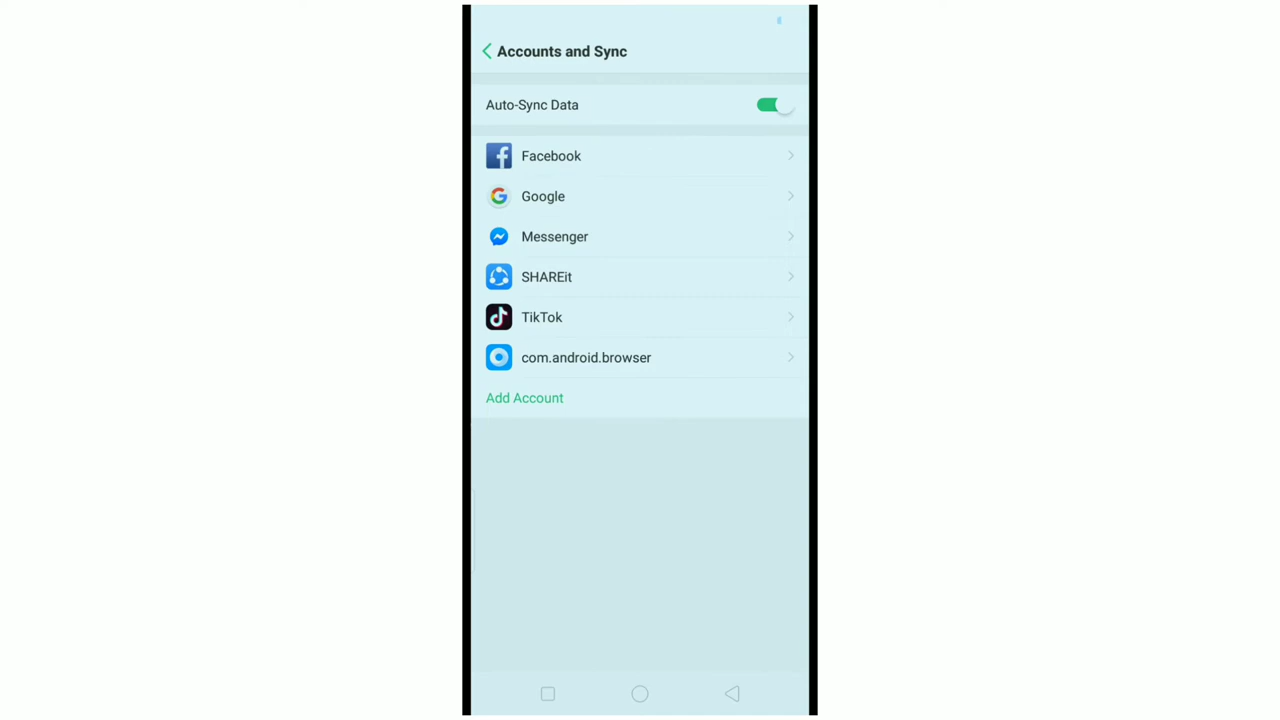 Accounts and Sync
Auto-Sync Data
Facebook
Google
Messenger
SHAREit
TikTok
com.android.browser
Add Account